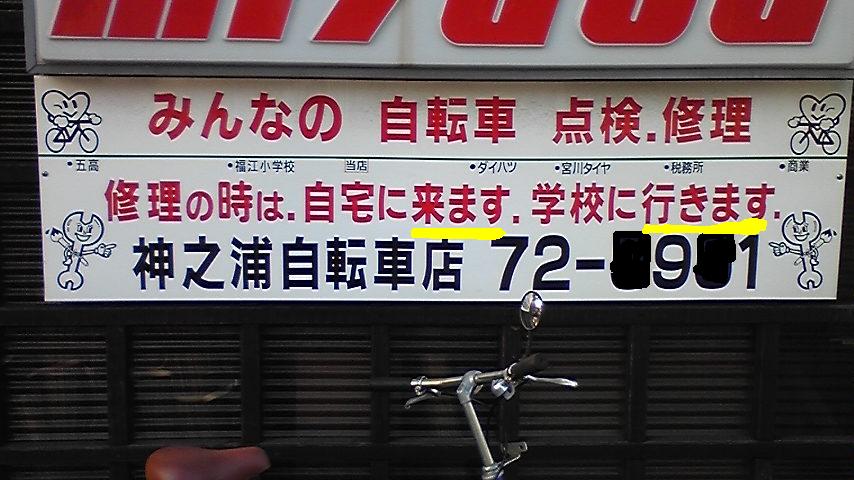 みんなの 自転車 点検.修理
•五高 •福江小学校 当店 •ダイハツ •宮川タイヤ •税務所 •商業
修理の時は.自宅に来ます.学校に行きます.
神之浦自転車店 72- 9 1